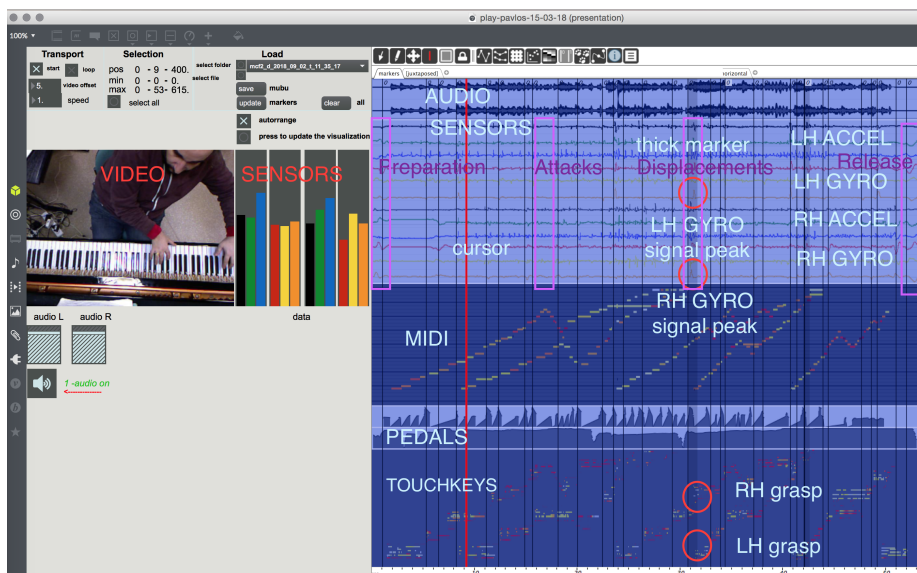 play-pavlos-15-03-18 (presentation)
100%
Transport
Selection
Load
start
loop
pos 0 - 9 - 400.
min 0 - 0 - 0.
max 0 - 53- 615.
select folder
mcf2_d_2018_09_02_t_11_35_17
select file
5.
video offset
1.
speed
select all
save
mubu
update
markers
clear
all
autorrange
press to update the visualization
markers
(juxtaposed)
horizontal
AUDIO
SENSORS
LH ACCEL
thick marker
Preparation
Attacks
Displacements
Release
LH GYRO
VIDEO
SENSORS
LH GYRO
signal peak
RH ACCEL
cursor
RH GYRO
RH GYRO
signal peak
audio L
audio R
data
MIDI
1 -audio on
PEDALS
TOUCHKEYS
RH grasp
LH grasp